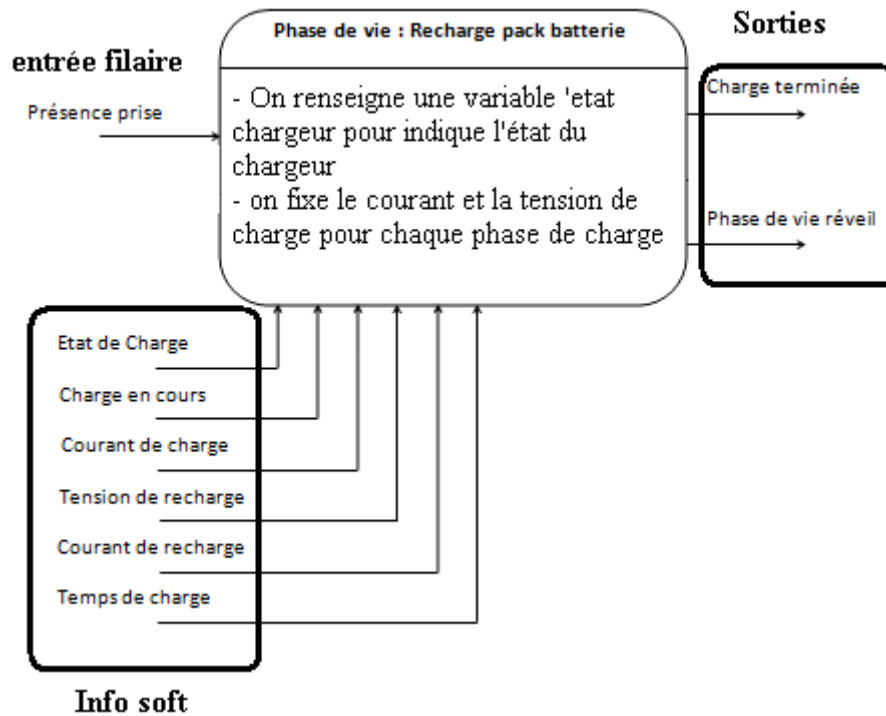 Phase de vie : Recharge pack batterie
Sorties
entrée filaire
Présence prise
- On renseigne une variable 'etat
chargeur pour indique l'état du
chargeur
- on fixe le courant et la tension de
charge pour chaque phase de charge
Charge terminée
Phase de vie réveil
Etat de Charge
Charge en cours
Courant de charge
Tension de recharge
Courant de recharge
Temps de charge
Info soft